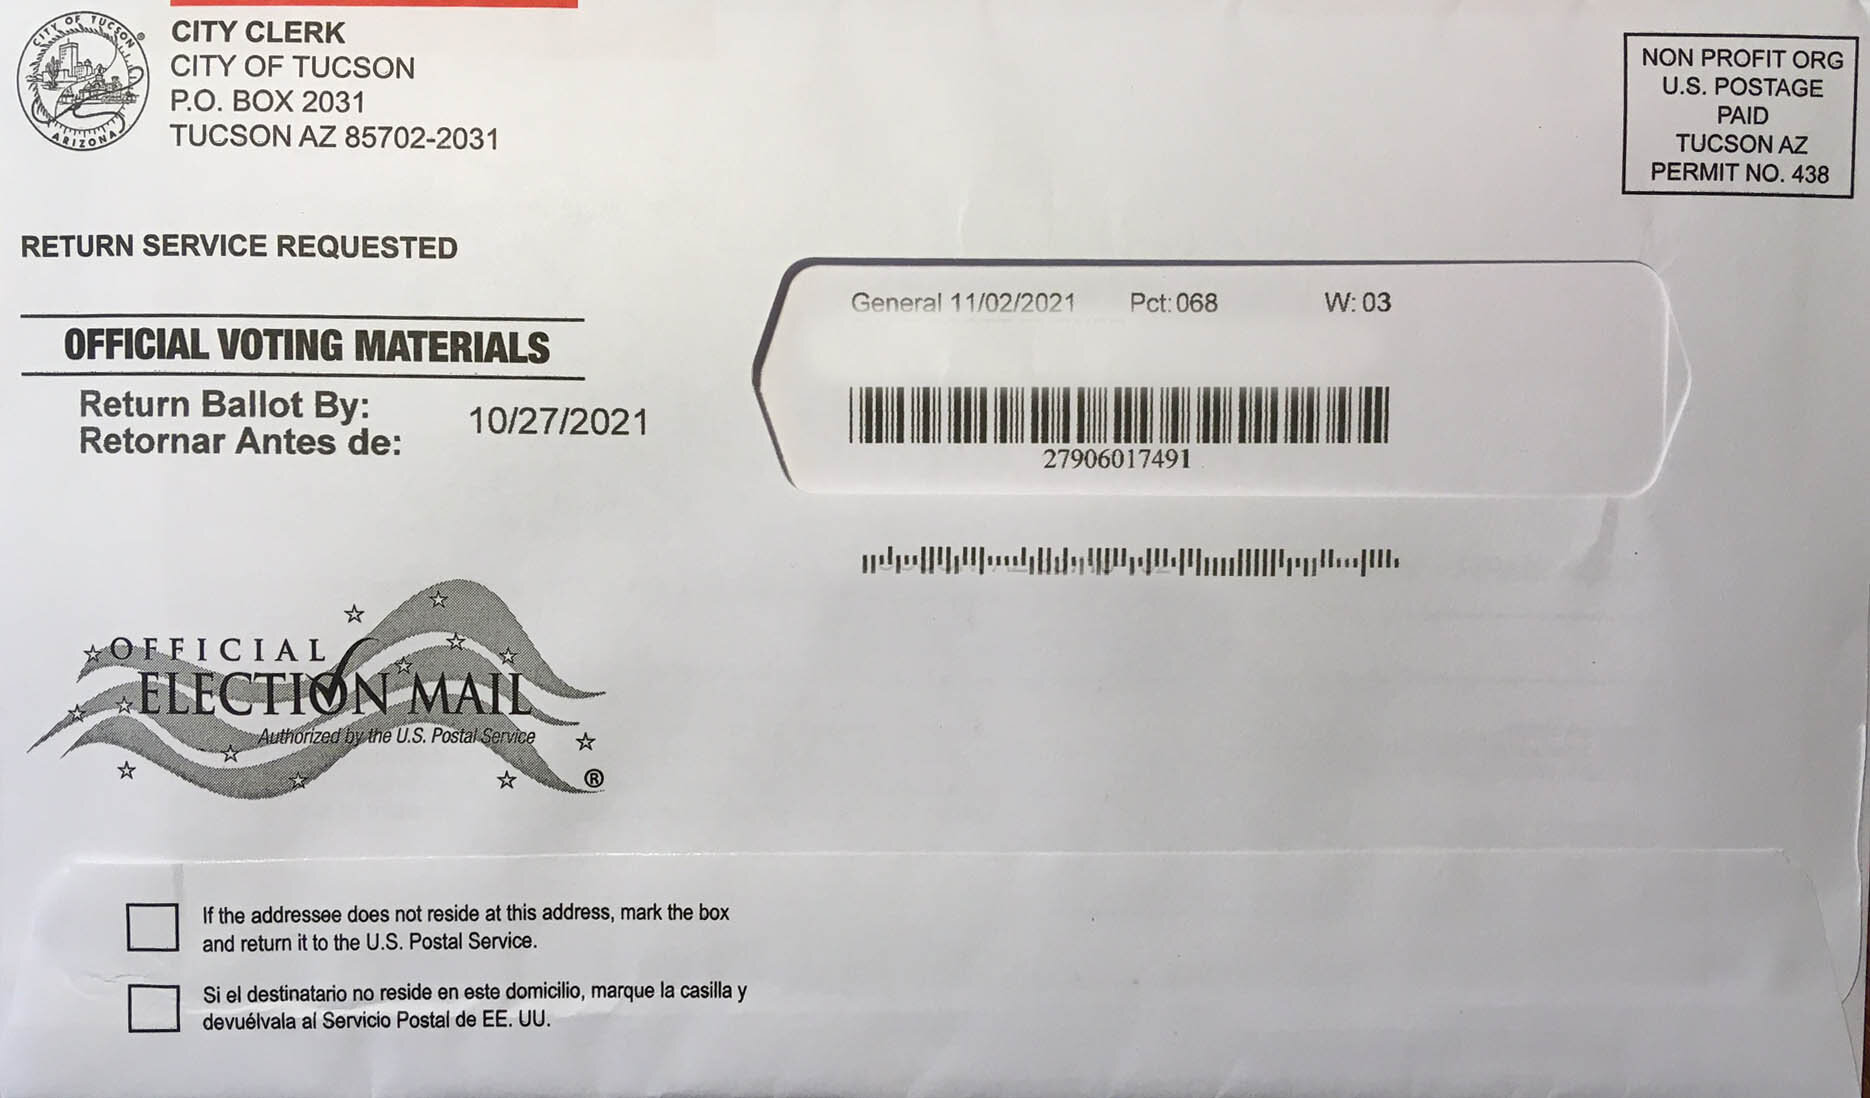 CITY OF TUCSON
ARIZONA
CITY CLERK
CITY OF TUCSON
P.O. BOX 2031
TUCSON AZ 85702-2031
NON PROFIT ORG
U.S. POSTAGE
PAID
TUCSON AZ
PERMIT NO. 438
RETURN SERVICE REQUESTED
OFFICIAL VOTING MATERIALS
Return Ballot By:
Retornar Antes de:
10/27/2021
General 11/02/2021 Pct: 068 W: 03
27906017491
OFFICIAL
ELECTION MAIL
Authorized by the U.S. Postal Service
®
If the addressee does not reside at this address, mark the box
and return it to the U.S. Postal Service.
Si el destinatario no reside en este domicilio, marque la casilla y
devuélvala al Servicio Postal de EE. UU.